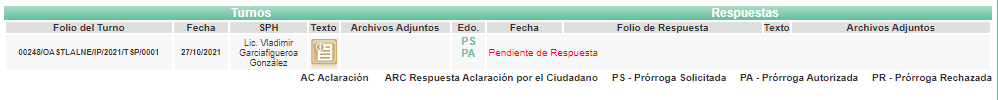 Turnos Respuestas
Folio del Turno Fecha SPH Texto Archivos Adjuntos Edo. Fecha Folio de Respuesta Texto Archivos Adjuntos
00248/OASTLALNE/IP/2021/TSP/0001 27/10/2021 Lic. Vladimir Garciafigueroa González PS PA Pendiente de Respuesta
AC Aclaración ARC Respuesta Aclaración por el Ciudadano PS - Prórroga Solicitada PA - Prórroga Autorizada PR - Prórroga Rechazada